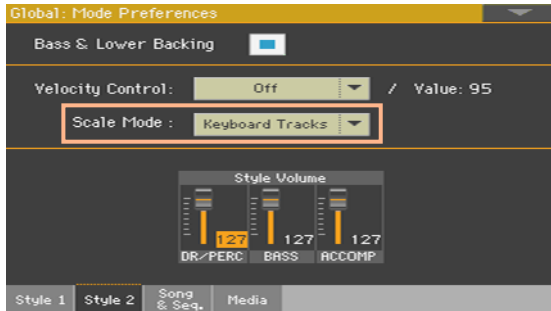 Global: Mode Preferences
Bass & Lower Backing
Velocity Control: Off / Value: 95
Scale Mode : Keyboard Tracks
Style Volume
127 127 127
DR/PERC BASS ACCOMP
Style 1 Style 2 Song & Seq. Media